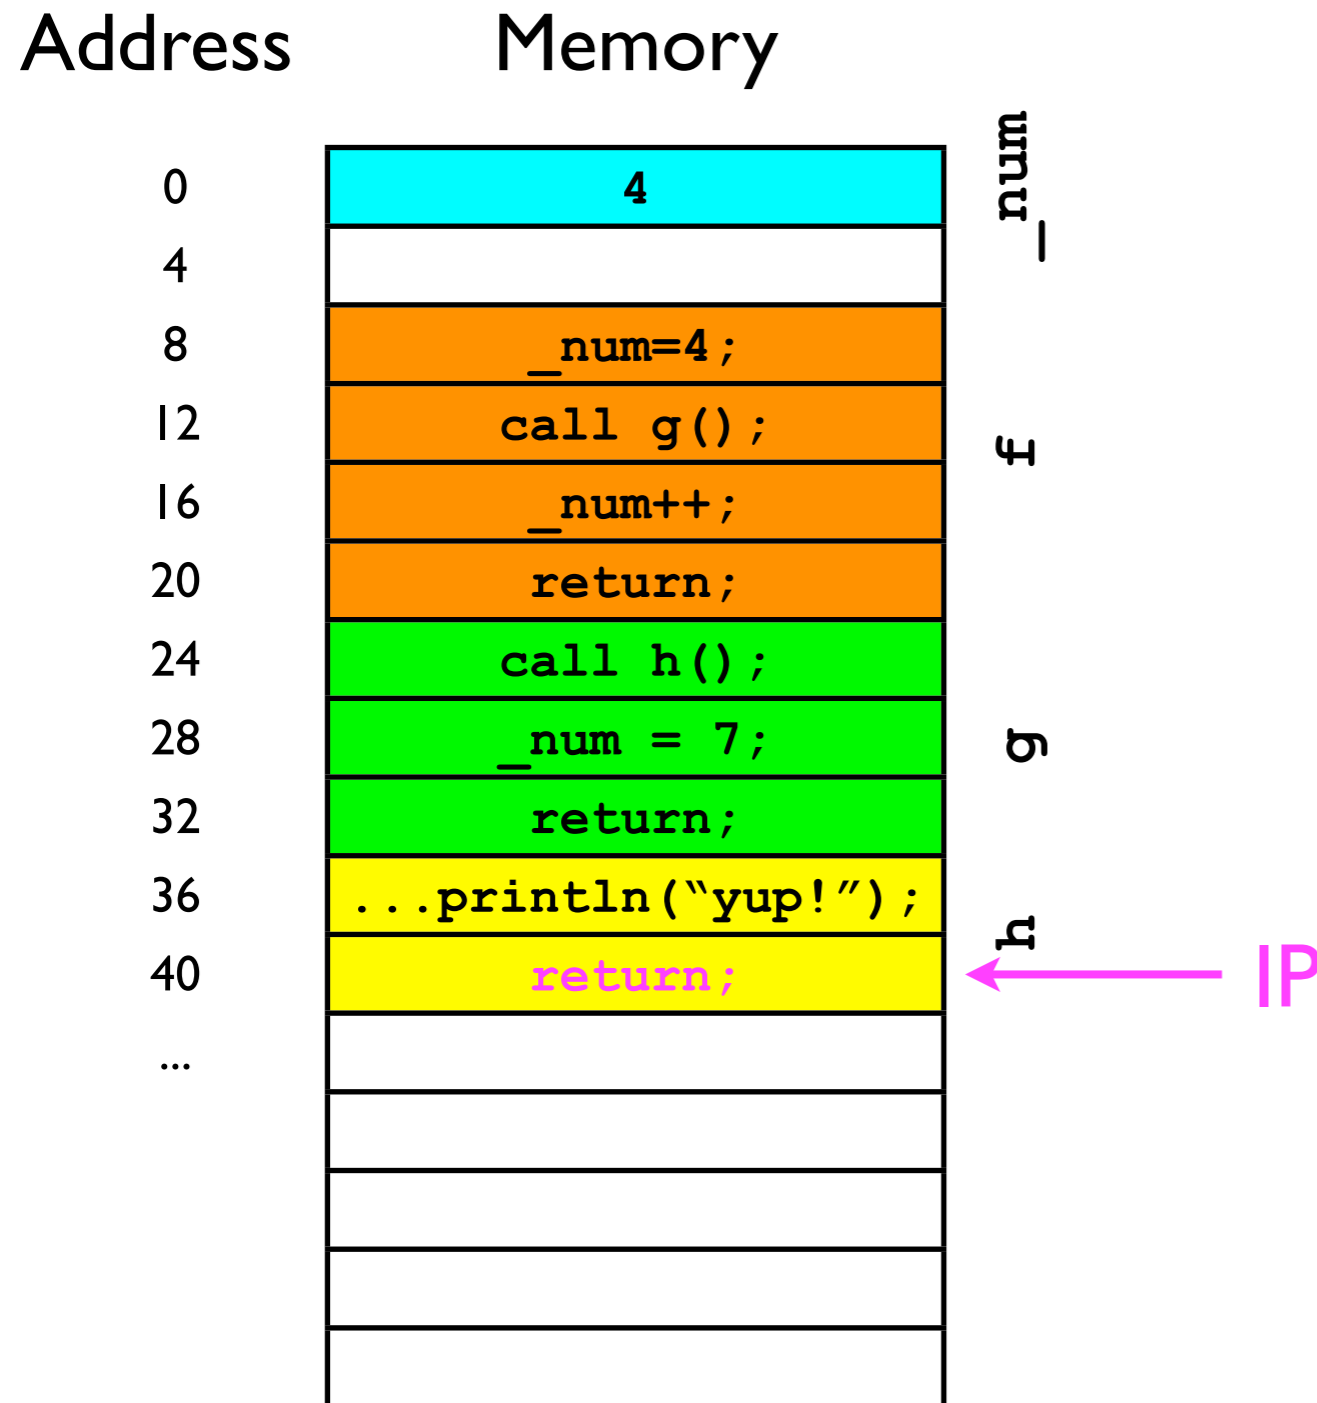 Address Memory
_num
0 4
4
8 _num=4;
12 call g();
f
16 _num++;
20 return;
24 call h();
28 _num = 7;
g
32 return;
36 ...println(“yup!”);
h
40 return; IP
...